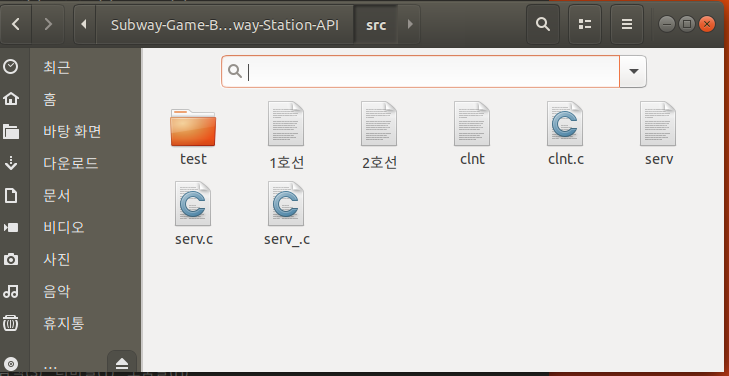 Subway-Game-B...way-Station-API
src
최근
홈
바탕 화면
다운로드
문서
비디오
사진
음악
휴지통
...
test
1호선
2호선
clnt
clnt.c
serv
serv.c
serv_.c